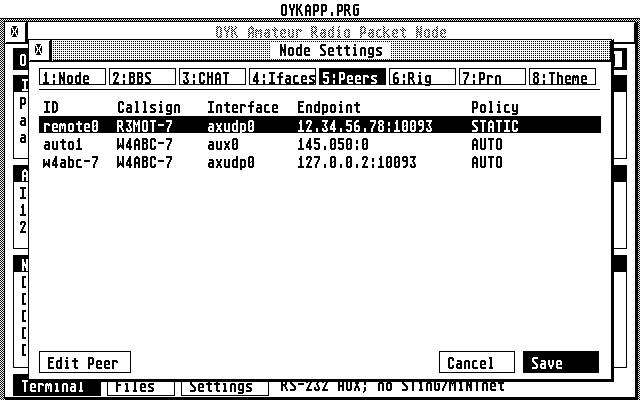 OYKAPP.PRG
OYK Amateur Radio Packet Node
Node Settings
1:Node 2:BBS 3:CHAT 4:Ifaces 5:Peers 6:Rig 7:Prn 8:Theme
ID Callsign Interface Endpoint Policy
remote0 R3MOT-7 axudp0 12.34.56.78:10093 STATIC
auto1 W4ABC-7 aux0 145.050:0 AUTO
w4abc-7 W4ABC-7 axudp0 127.0.0.2:10093 AUTO
Edit Peer Cancel Save
Terminal Files Settings RS-232 AUX; no STinG/MiNTnet